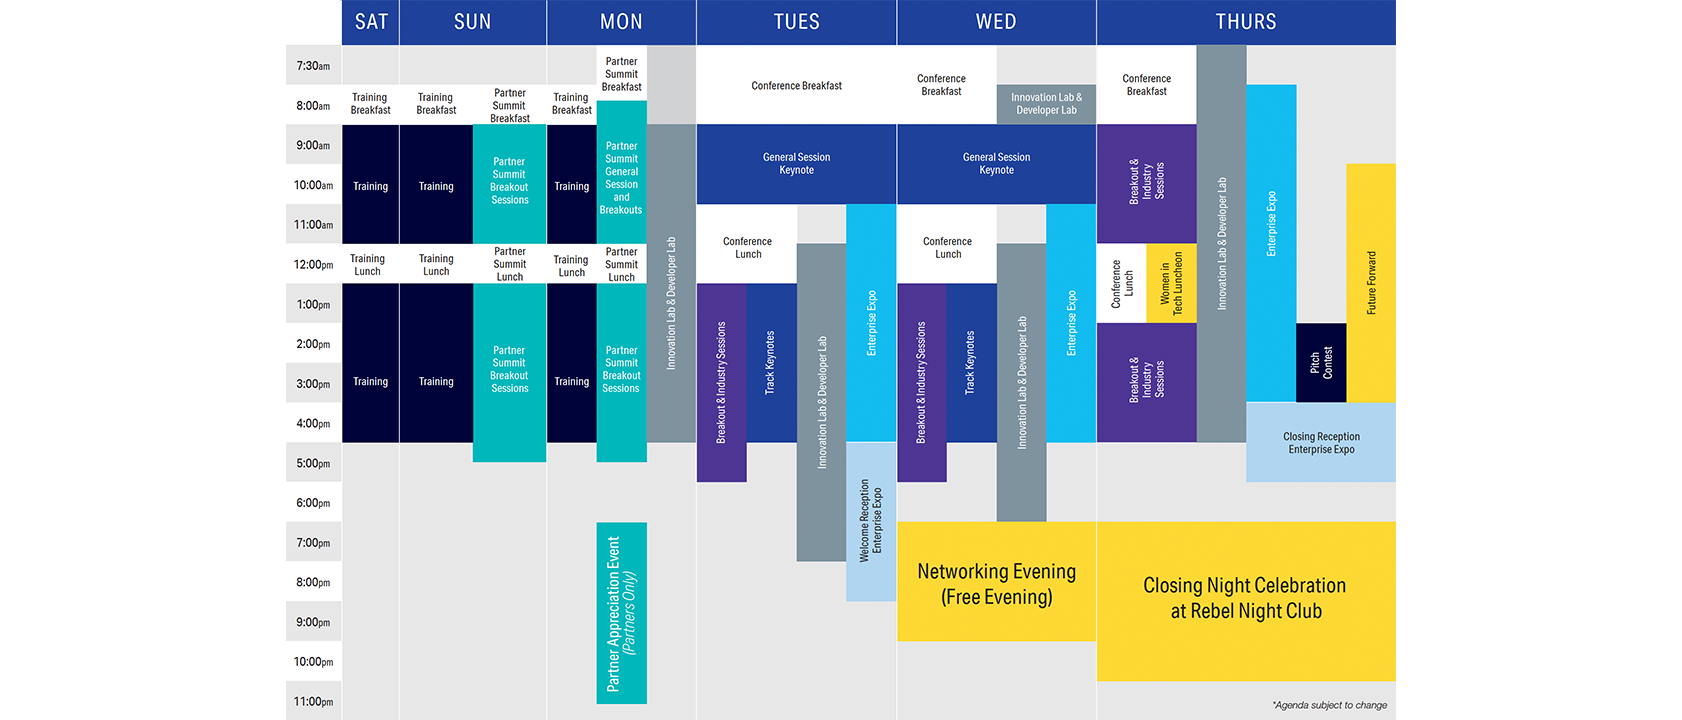 SAT
SUN
MON
TUES
WED
THURS
7:30am
8:00am
9:00am
10:00am
11:00am
12:00pm
1:00pm
2:00pm
3:00pm
4:00pm
5:00pm
6:00pm
7:00pm
8:00pm
9:00pm
10:00pm
11:00pm
Training
Breakfast
Training
Training
Lunch
Training
Training
Breakfast
Training
Training
Lunch
Training
Partner
Summit
Breakfast
Partner
Summit
Breakout
Sessions
Partner
Summit
Lunch
Partner
Summit
Breakout
Sessions
Training
Breakfast
Training
Training
Lunch
Training
Partner
Summit
Breakfast
Partner
Summit
General
Session
and
Breakouts
Partner
Summit
Lunch
Partner
Summit
Breakout
Sessions
Partner Appreciation Event
(Partners Only)
Innovation Lab & Developer Lab
Conference Breakfast
General Session
Keynote
Conference
Lunch
Breakout & Industry Sessions
Track Keynotes
Innovation Lab & Developer Lab
Enterprise Expo
Welcome Reception
Enterprise Expo
Conference
Breakfast
Innovation Lab &
Developer Lab
General Session
Keynote
Conference
Lunch
Breakout & Industry Sessions
Track Keynotes
Innovation Lab & Developer Lab
Enterprise Expo
Networking Evening
(Free Evening)
Conference
Breakfast
Breakout &
Industry
Sessions
Conference
Lunch
Women in
Tech Luncheon
Breakout &
Industry
Sessions
Innovation Lab & Developer Lab
Enterprise Expo
Pitch
Contest
Future Forward
Closing Reception
Enterprise Expo
Closing Night Celebration
at Rebel Night Club
*Agenda subject to change